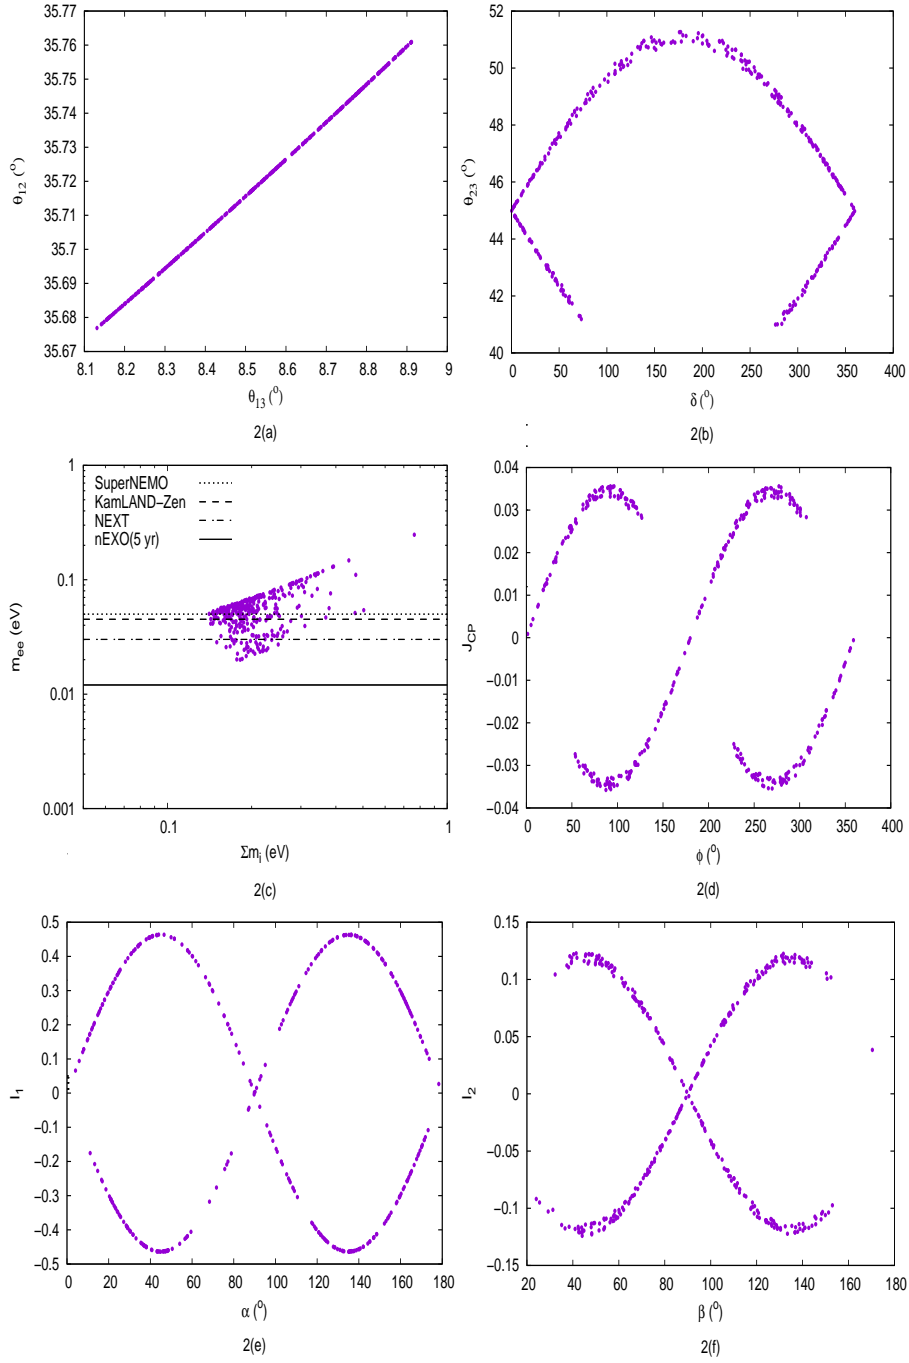 35.76
35.75
35.74
35.73
35.72
35.71
35.7
35.69
35.68
35.67
θ12 (o)
8.1 8.2 8.3 8.4 8.5 8.6 8.7 8.8 8.9 9
θ13 (o)
2(a)
52
50
48
46
44
42
40
θ23 (o)
0 50 100 150 200 250 300 350 400
δ (o)
2(b)
1
0.1
0.01
0.001
mee (eV)
SuperNEMO
KamLAND-Zen
NEXT
nEXO(5 yr)
0.1 1
Σmi (eV)
2(c)
0.04
0.03
0.02
0.01
0
-0.01
-0.02
-0.03
-0.04
JCP
0 50 100 150 200 250 300 350 400
ϕ (o)
2(d)
0.5
0.4
0.3
0.2
0.1
0
-0.1
-0.2
-0.3
-0.4
-0.5
I1
0 20 40 60 80 100 120 140 160 180
α (o)
2(e)
0.15
0.1
0.05
0
-0.05
-0.1
-0.15
I2
20 40 60 80 100 120 140 160 180
β (o)
2(f)